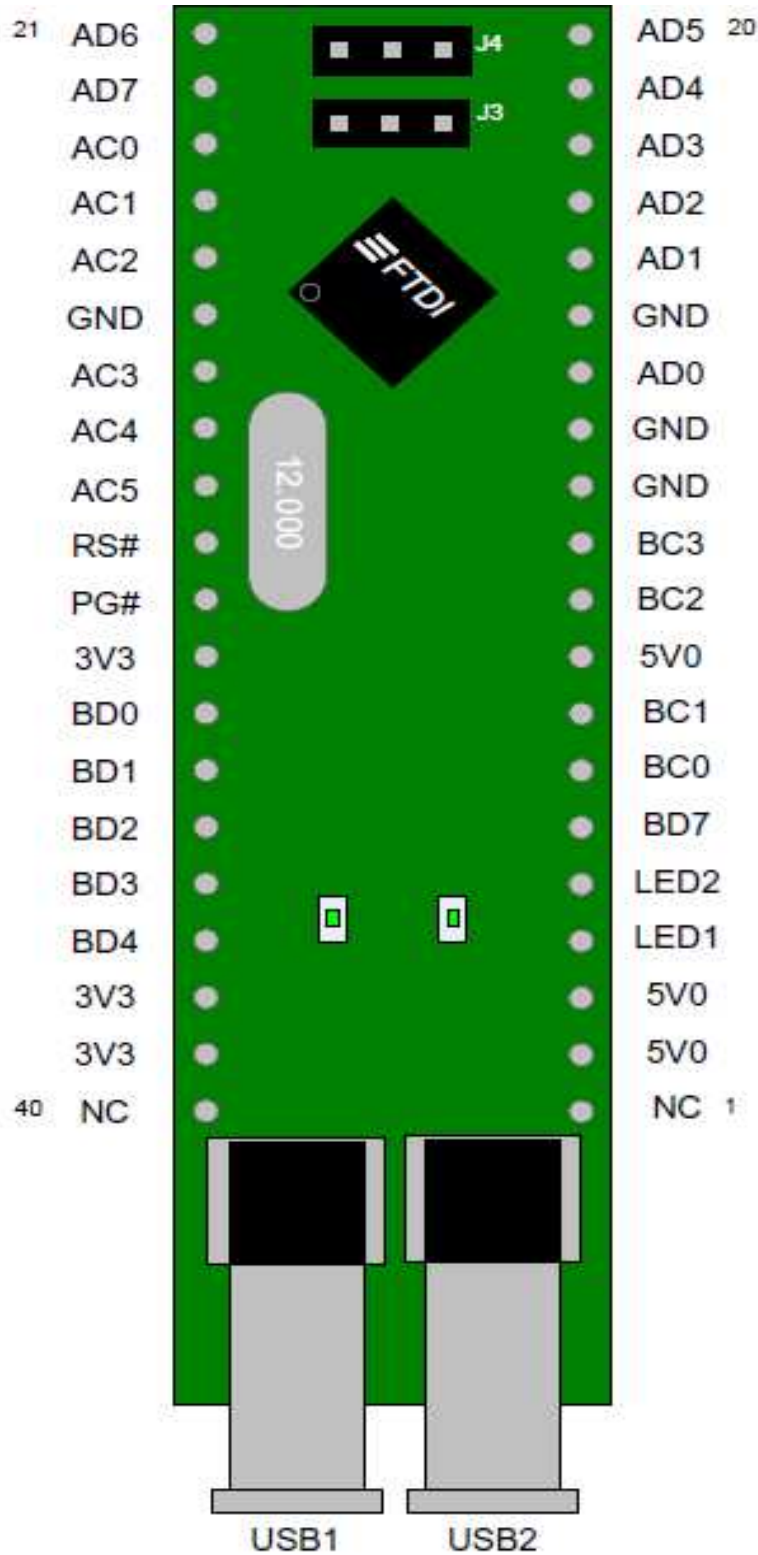 21 AD6 J4 AD5 20
AD7 AD4
AC0 J3 AD3
AC1 AD2
AC2 FTDI AD1
GND GND
AC3 AD0
AC4 GND
AC5 12.000 GND
RS# BC3
PG# BC2
3V3 5V0
BD0 BC1
BD1 BC0
BD2 BD7
BD3 LED2
BD4 LED1
3V3 5V0
3V3 5V0
40 NC NC 1
USB1 USB2